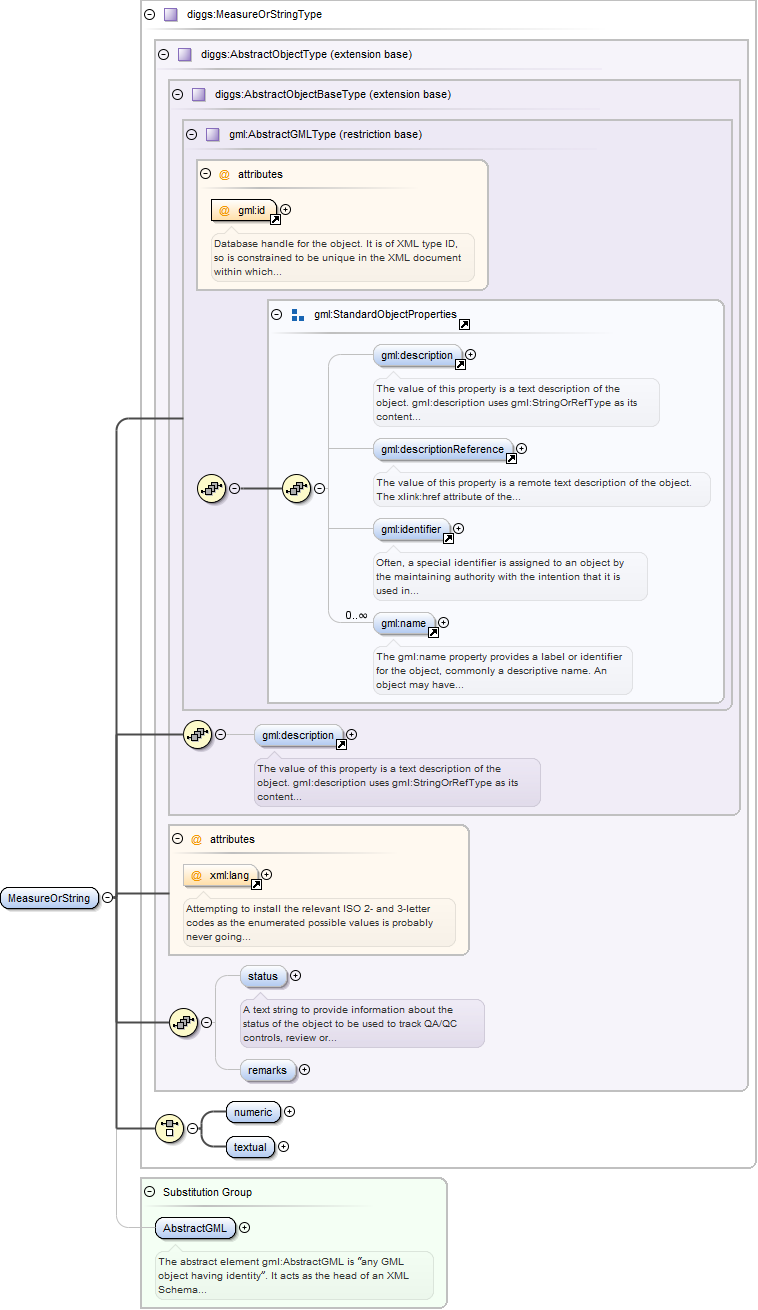 diggs:MeasureOrStringType
diggs:AbstractObjectType (extension base)
diggs:AbstractObjectBaseType (extension base)
gml:AbstractGMLType (restriction base)
@ attributes
@ gml:id
Database handle for the object. It is of XML type ID,
so is constrained to be unique in the XML document
within which...
gml:StandardObjectProperties
gml:description
The value of this property is a text description of the
object. gml:description uses gml:StringOrRefType as its
content...
gml:descriptionReference
The value of this property is a remote text description of the object.
The xlink:href attribute of the...
gml:identifier
Often, a special identifier is assigned to an object by
the maintaining authority with the intention that it is
used in...
0..∞
gml:name
The gml:name property provides a label or identifier
for the object, commonly a descriptive name. An
object may have...
gml:description
The value of this property is a text description of the
object. gml:description uses gml:StringOrRefType as its
content...
@ attributes
@ xml:lang
Attempting to install the relevant ISO 2- and 3-letter
codes as the enumerated possible values is probably
never going...
MeasureOrString
status
A text string to provide information about the
status of the object to be used to track QA/QC
controls, review or...
remarks
numeric
textual
Substitution Group
AbstractGML
The abstract element gml:AbstractGML is "any GML
object having identity". It acts as the head of an XML
Schema...